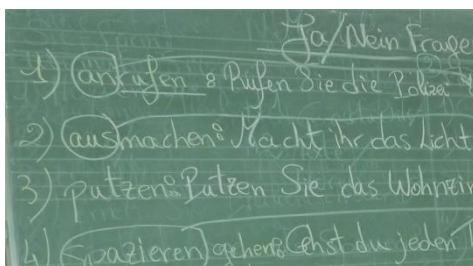 Ja/Nein Frage
1) anrufen : Rufen Sie die Polizei
2) ausmachen: Macht ihr das Licht
3) putzen: Putzen Sie das
4) spazieren gehen: Gehst du jeden